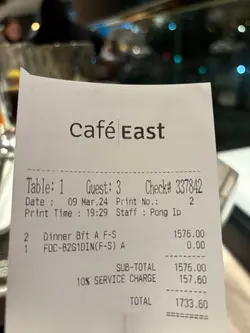 Café East
Table: 1 Guest: 3 Check# 337842
Date : 09 Mar.24 Print No.: 2
Print Time : 19:29 Staff : Pong Ip
2 Dinner Bft A F-S 1576.00
1 FOC-B2G1DIN(F-S) A 0.00
SUB-TOTAL 1576.00
10% SERVICE CHARGE 157.60
TOTAL 1733.60